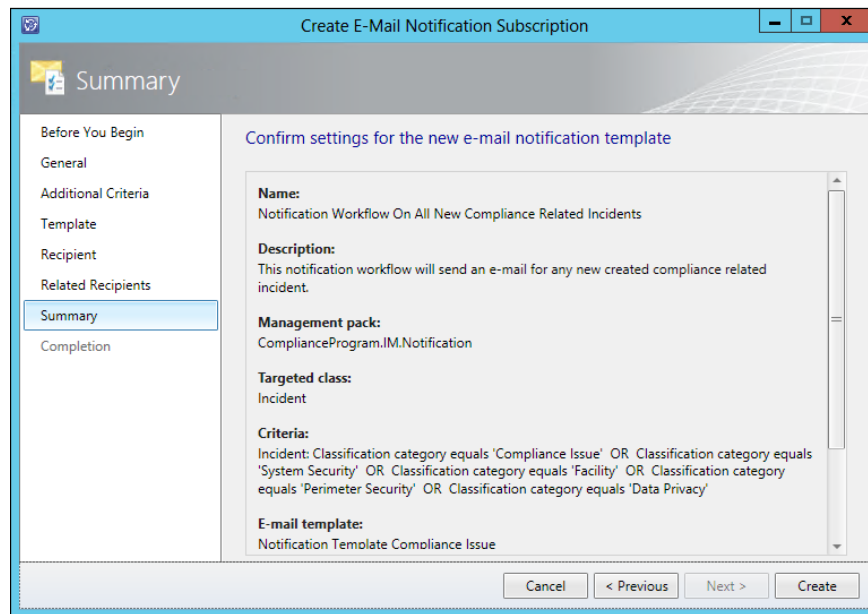 Create E-Mail Notification Subscription
Summary
Before You Begin
General
Additional Criteria
Template
Recipient
Related Recipients
Summary
Completion
Confirm settings for the new e-mail notification template
Name:
Notification Workflow On All New Compliance Related Incidents
Description:
This notification workflow will send an e-mail for any new created compliance related
incident.
Management pack:
ComplianceProgram.IM.Notification
Targeted class:
Incident
Criteria:
Incident: Classification category equals 'Compliance Issue'  OR  Classification category equals
'System Security'  OR  Classification category equals 'Facility'  OR  Classification category
equals 'Perimeter Security'  OR  Classification category equals 'Data Privacy'
E-mail template:
Notification Template Compliance Issue
Cancel
< Previous
Next >
Create